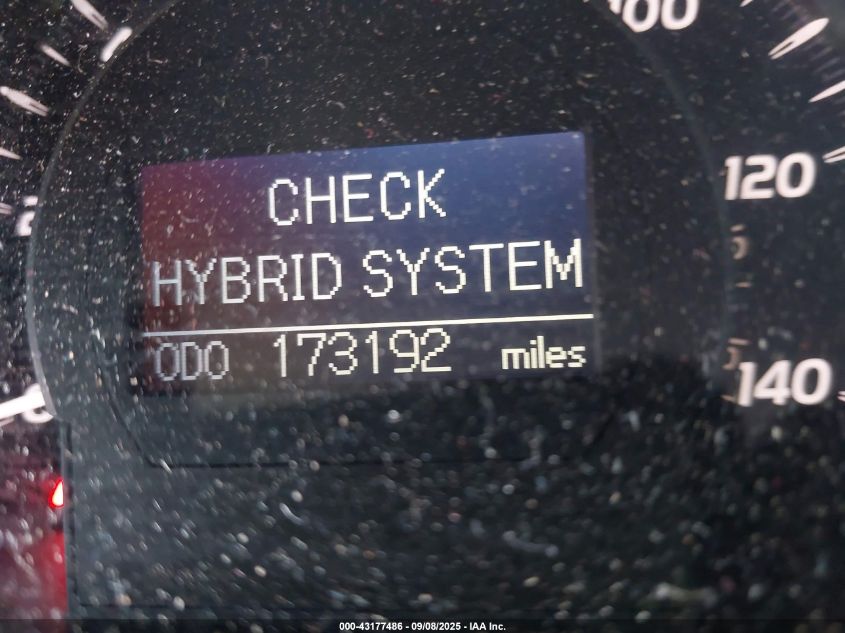 100
120
140
CHECK
HYBRID SYSTEM
ODO 173192 miles
000-43177486 - 09/08/2025 - IAA Inc.